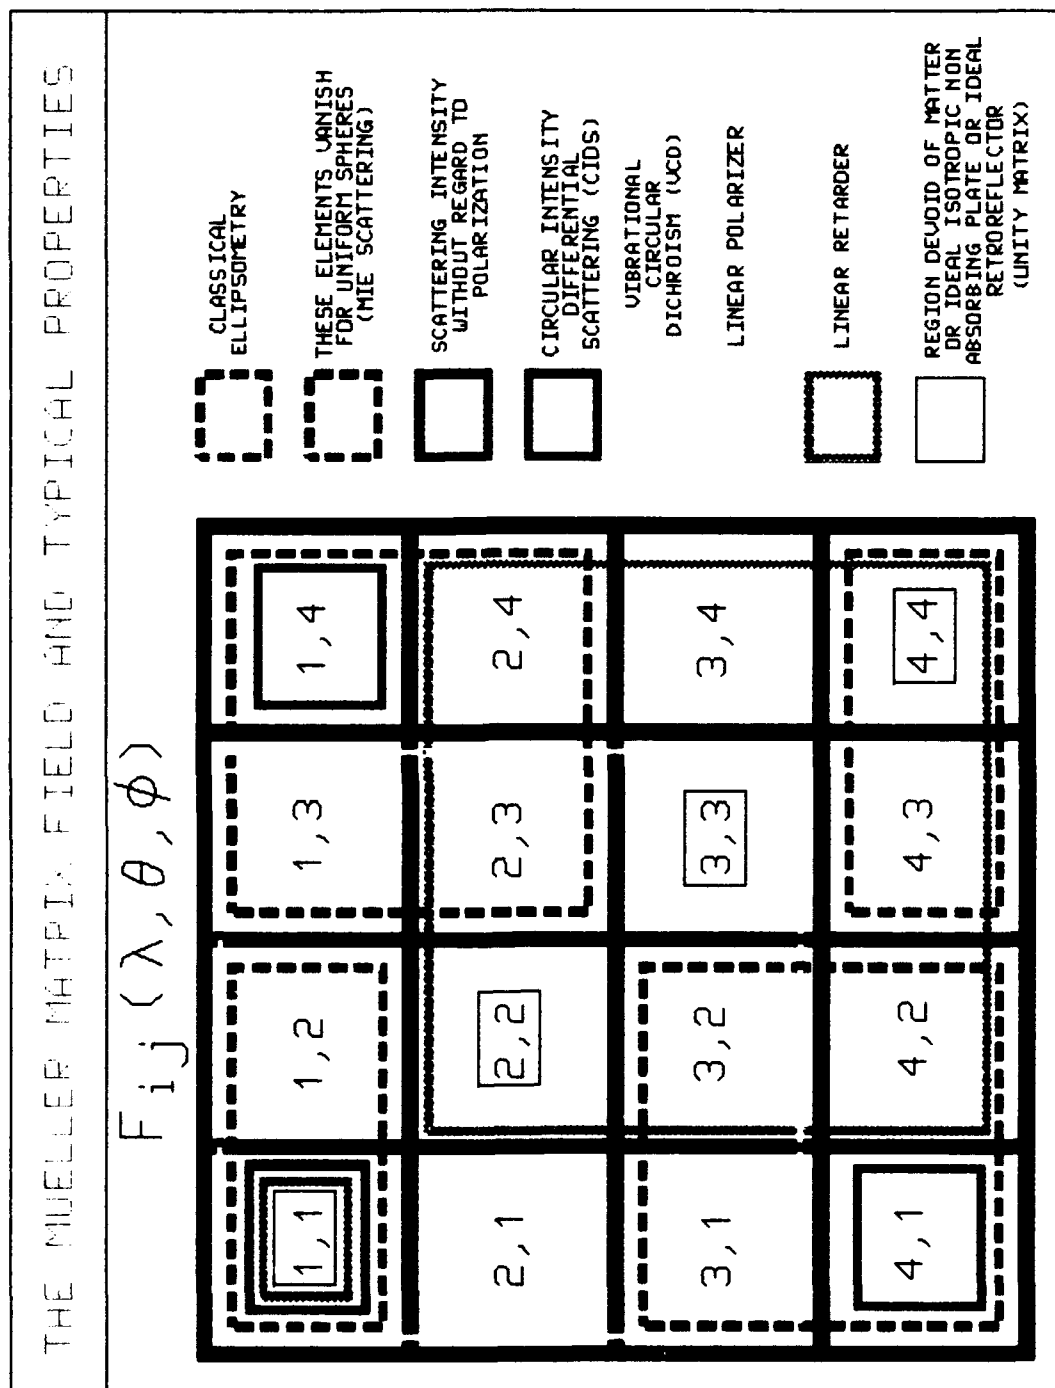 THE MUELLER MATRIX FIELD AND TYPICAL PROPERTIES
F ij (λ, θ, ϕ)
1,1 1,2 1,3 1,4
2,1 2,2 2,3 2,4
3,1 3,2 3,3 3,4
4,1 4,2 4,3 4,4
CLASSICAL
ELLIPSOMETRY
THESE ELEMENTS VANISH
FOR UNIFORM SPHERES
(MIE SCATTERING)
SCATTERING INTENSITY
WITHOUT REGARD TO
POLARIZATION
CIRCULAR INTENSITY
DIFFERENTIAL
SCATTERING (CIDS)
VIBRATIONAL
CIRCULAR
DICHROISM (VCD)
LINEAR POLARIZER
LINEAR RETARDER
REGION DEVOID OF MATTER
OR IDEAL ISOTROPIC NON
ABSORBING PLATE OR IDEAL
RETROREFLECTOR
(UNITY MATRIX)